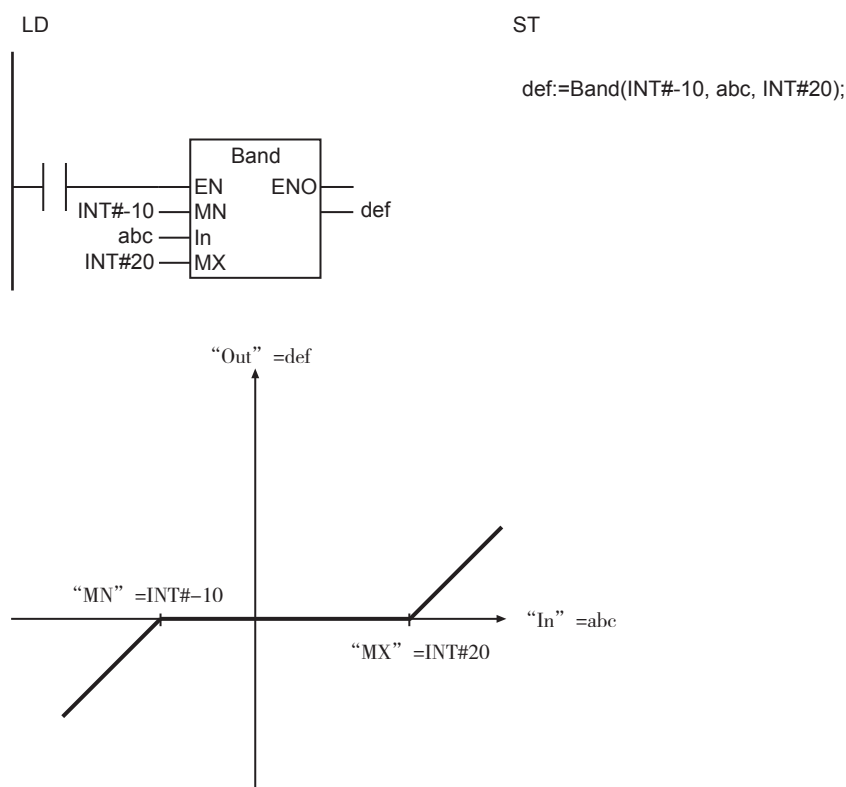 LD
ST
def:=Band(INT#-10, abc, INT#20);
Band
EN ENO
INT#-10 MN def
abc In
INT#20 MX
“Out” =def
“MN” =INT#–10
“In” =abc
“MX” =INT#20